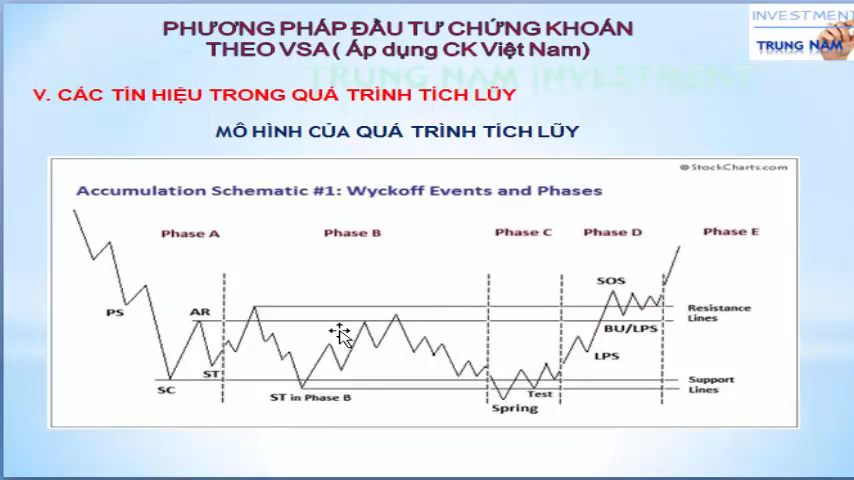 PHƯƠNG PHÁP ĐẦU TƯ CHỨNG KHOÁN
THEO VSA ( Áp dụng CK Việt Nam)
INVESTMENT
TRUNG NAM
TRUNG NAM INVESTMENT
V. CÁC TÍN HIỆU TRONG QUÁ TRÌNH TÍCH LŨY
MÔ HÌNH CỦA QUÁ TRÌNH TÍCH LŨY
© StockCharts.com
Accumulation Schematic #1: Wyckoff Events and Phases
Phase A
Phase B
Phase C
Phase D
Phase E
SOS
PS
AR
Resistance
Lines
BU/LPS
LPS
ST
SC
Support
Lines
ST in Phase B
Test
Spring